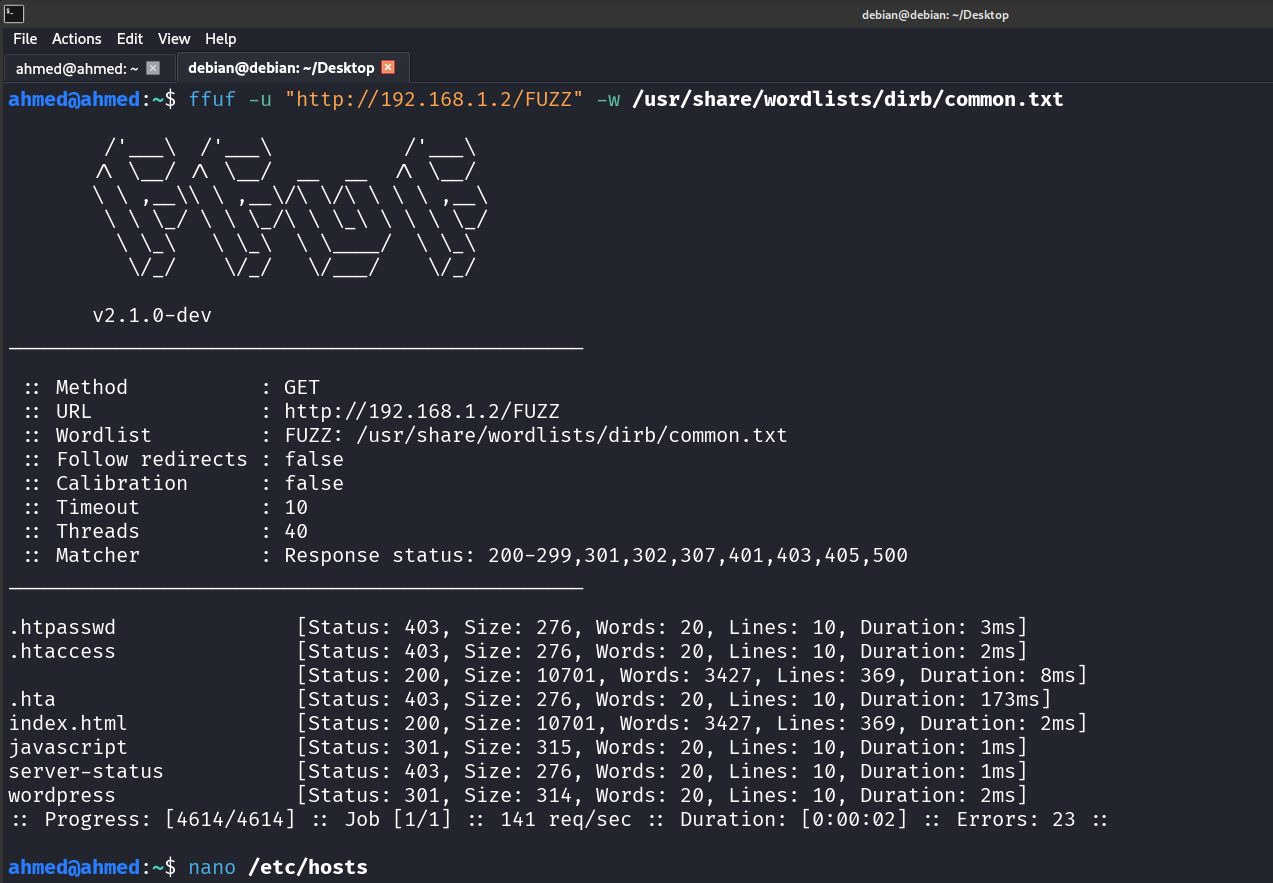 debian@debian: ~/Desktop
File Actions Edit View Help
ahmed@ahmed: ~ debian@debian: ~/Desktop
ahmed@ahmed:~$ ffuf -u "http://192.168.1.2/FUZZ" -w /usr/share/wordlists/dirb/common.txt
        /'___\  /'___\           /'___\
       /\ \__/ /\ \__/  __  __  /\ \__/
       \ \ ,__\\ \ ,__\/\ \/\ \ \ \ ,__\
        \ \ \_/ \ \ \_/\ \ \_\ \ \ \ \_/
         \ \_\   \ \_\  \ \____/  \ \_\
          \/_/    \/_/   \/___/    \/_/
v2.1.0-dev
________________________________________________
:: Method : GET
:: URL : http://192.168.1.2/FUZZ
:: Wordlist : FUZZ: /usr/share/wordlists/dirb/common.txt
:: Follow redirects : false
:: Calibration : false
:: Timeout : 10
:: Threads : 40
:: Matcher : Response status: 200-299,301,302,307,401,403,405,500
________________________________________________
.htpasswd [Status: 403, Size: 276, Words: 20, Lines: 10, Duration: 3ms]
.htaccess [Status: 403, Size: 276, Words: 20, Lines: 10, Duration: 2ms]
[Status: 200, Size: 10701, Words: 3427, Lines: 369, Duration: 8ms]
.hta [Status: 403, Size: 276, Words: 20, Lines: 10, Duration: 173ms]
index.html [Status: 200, Size: 10701, Words: 3427, Lines: 369, Duration: 2ms]
javascript [Status: 301, Size: 315, Words: 20, Lines: 10, Duration: 1ms]
server-status [Status: 403, Size: 276, Words: 20, Lines: 10, Duration: 1ms]
wordpress [Status: 301, Size: 314, Words: 20, Lines: 10, Duration: 2ms]
:: Progress: [4614/4614] :: Job [1/1] :: 141 req/sec :: Duration: [0:00:02] :: Errors: 23 ::
ahmed@ahmed:~$ nano /etc/hosts